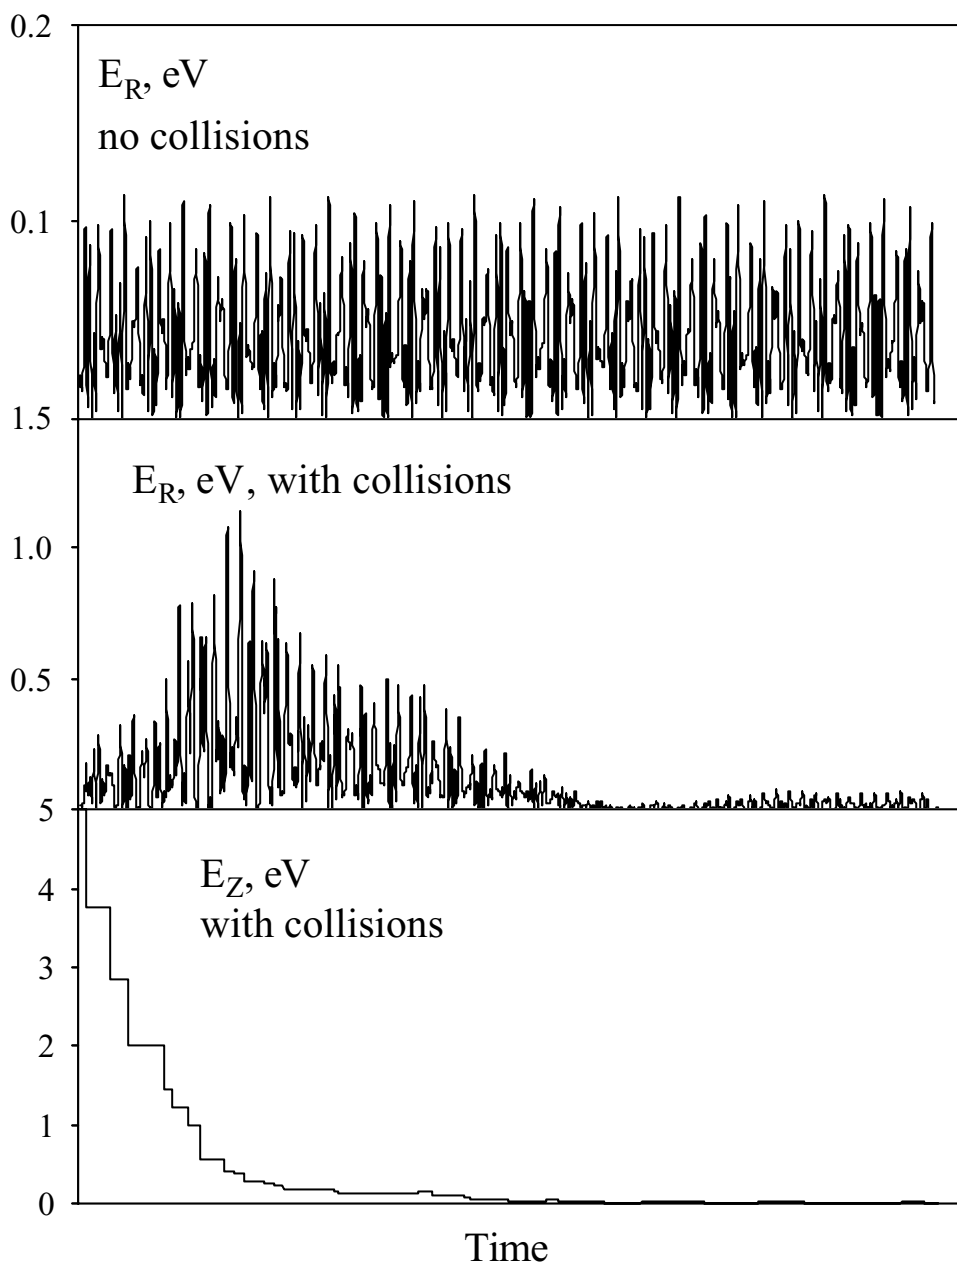 0.2
E_R, eV
no collisions
0.1
1.5
E_R, eV, with collisions
1.0
0.5
5
E_Z, eV
4
with collisions
3
2
1
0
Time